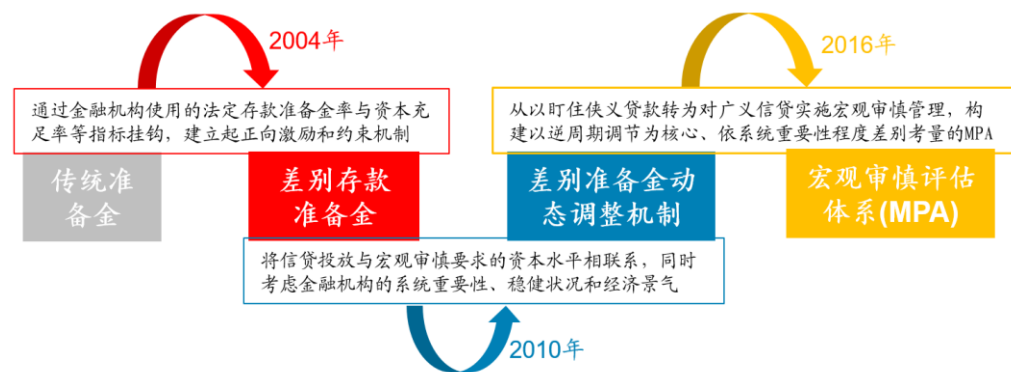 2004年
2016年
通过金融机构使用的法定存款准备金率与资本充
足率等指标挂钩，建立起正向激励和约束机制
从以盯住侠义贷款转为对广义信贷实施宏观审慎管理，构
建以逆周期调节为核心、依系统重要性程度差别考量的MPA
传统准
备金
差别存款
准备金
差别准备金动
态调整机制
宏观审慎评估
体系(MPA)
将信贷投放与宏观审慎要求的资本水平相联系，同时
考虑金融机构的系统重要性、稳健状况和经济景气
2010年